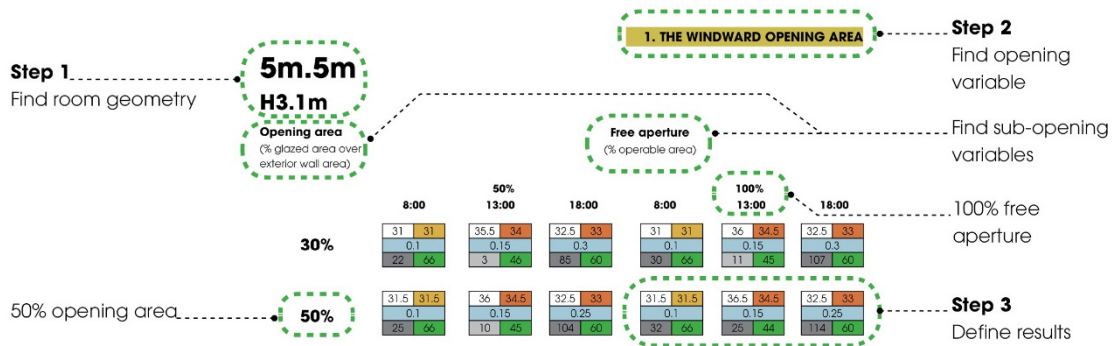 1. THE WINDWARD OPENING AREA
Step 2
Find opening
variable
Step 1
Find room geometry
5m.5m
H3.1m
Opening area
(% glazed area over
exterior wall area)
Free aperture
(% operable area)
Find sub-opening
variables
50%
100%
8:00 13:00 18:00 8:00 13:00 18:00
100% free
aperture
30%
31 31 35.5 34 32.5 33 31 31 36 34.5 32.5 33
0.1 0.15 0.3 0.1 0.15 0.3
22 66 3 46 85 60 30 66 11 45 107 60
50% opening area
50%
31.5 31.5 36 34.5 32.5 33 31.5 31.5 36.5 34.5 32.5 33
0.1 0.15 0.25 0.1 0.15 0.25
25 66 10 45 104 60 32 66 25 44 114 60
Step 3
Define results